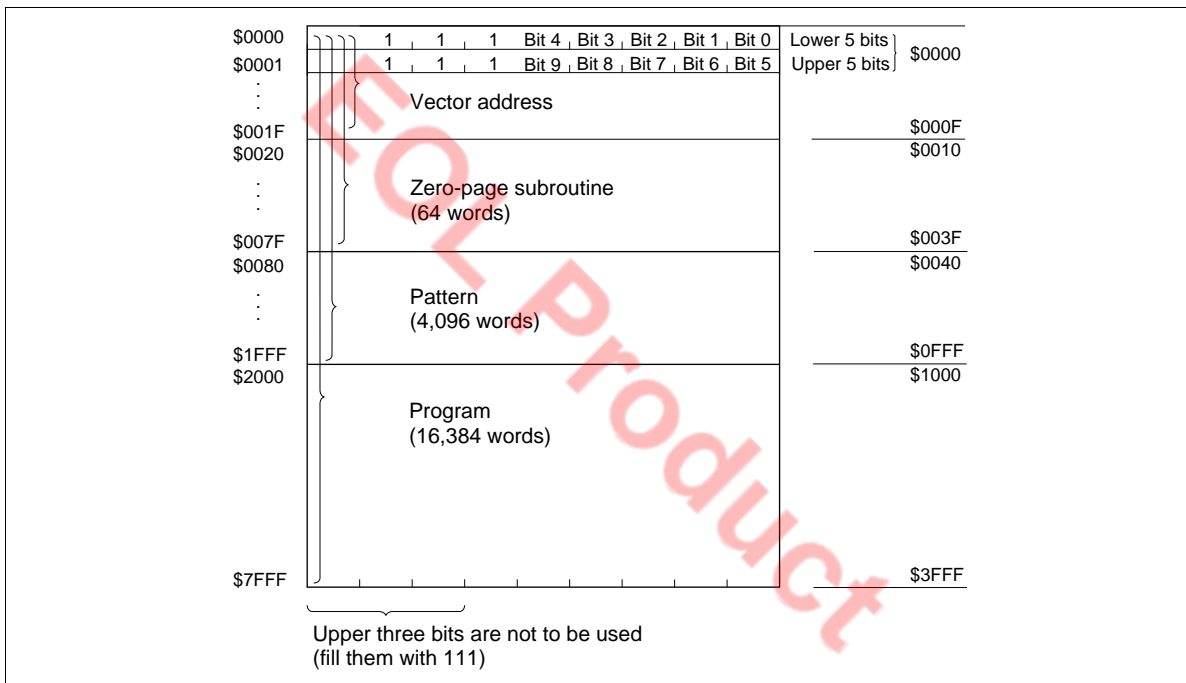 $0000 1 1 1 Bit 4 Bit 3 Bit 2 Bit 1 Bit 0 Lower 5 bits $0000
$0001 1 1 1 Bit 9 Bit 8 Bit 7 Bit 6 Bit 5 Upper 5 bits
Vector address
$001F $000F
$0020 $0010
Zero-page subroutine
(64 words)
$007F $003F
$0080 $0040
Pattern
(4,096 words)
$1FFF $0FFF
$2000 $1000
Program
(16,384 words)
$7FFF $3FFF
Upper three bits are not to be used
(fill them with 111)
EOL Product